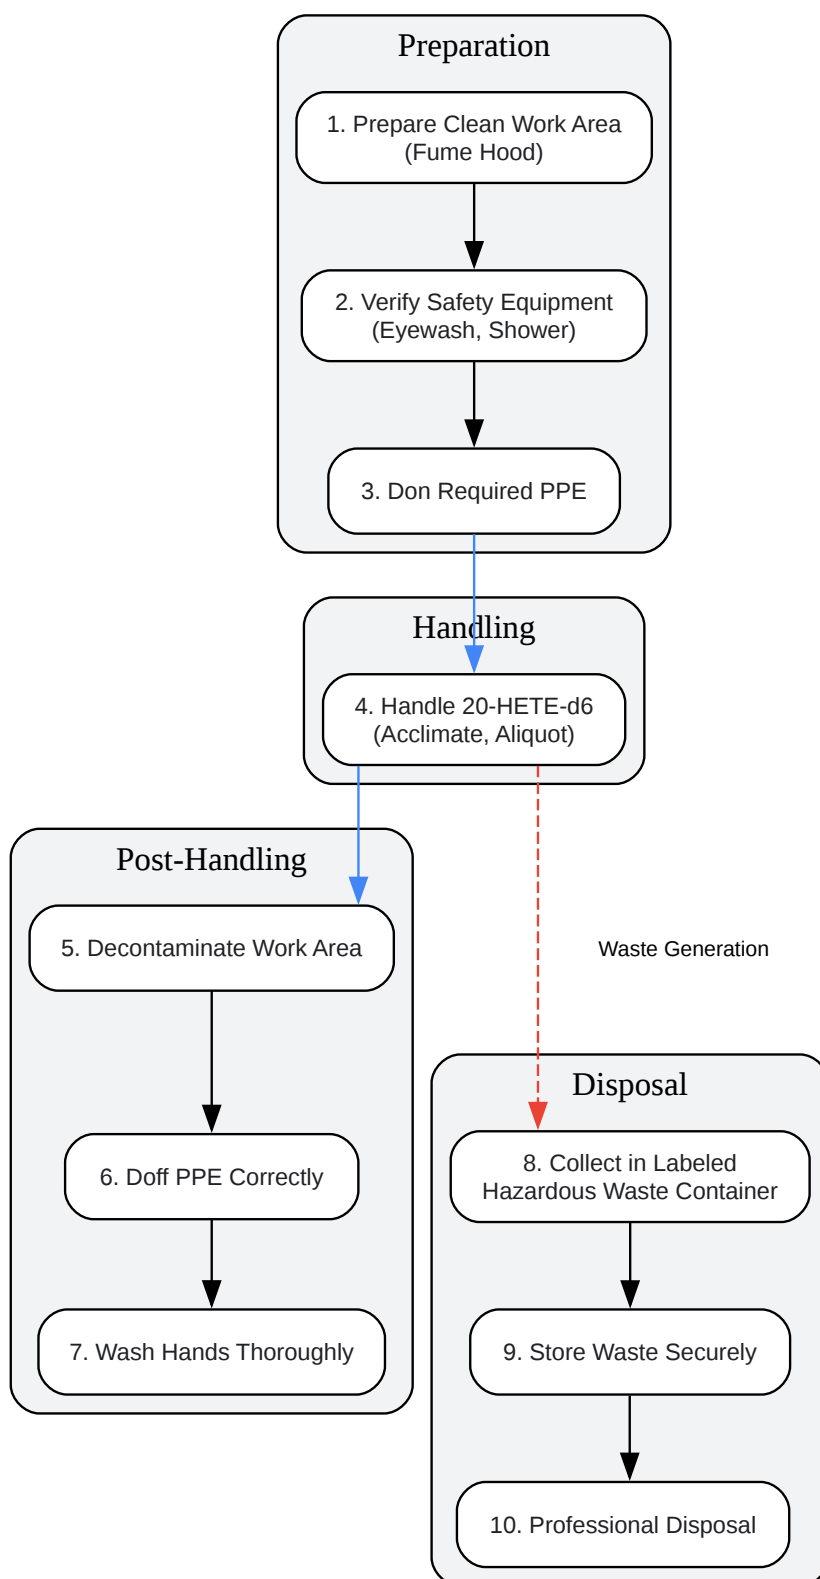 Preparation
1. Prepare Clean Work Area
(Fume Hood)
2. Verify Safety Equipment
(Eyewash, Shower)
3. Don Required PPE
Handling
4. Handle 20-HETE-d6
(Acclimate, Aliquot)
Post-Handling
5. Decontaminate Work Area
6. Doff PPE Correctly
7. Wash Hands Thoroughly
Waste Generation
Disposal
8. Collect in Labeled
Hazardous Waste Container
9. Store Waste Securely
10. Professional Disposal